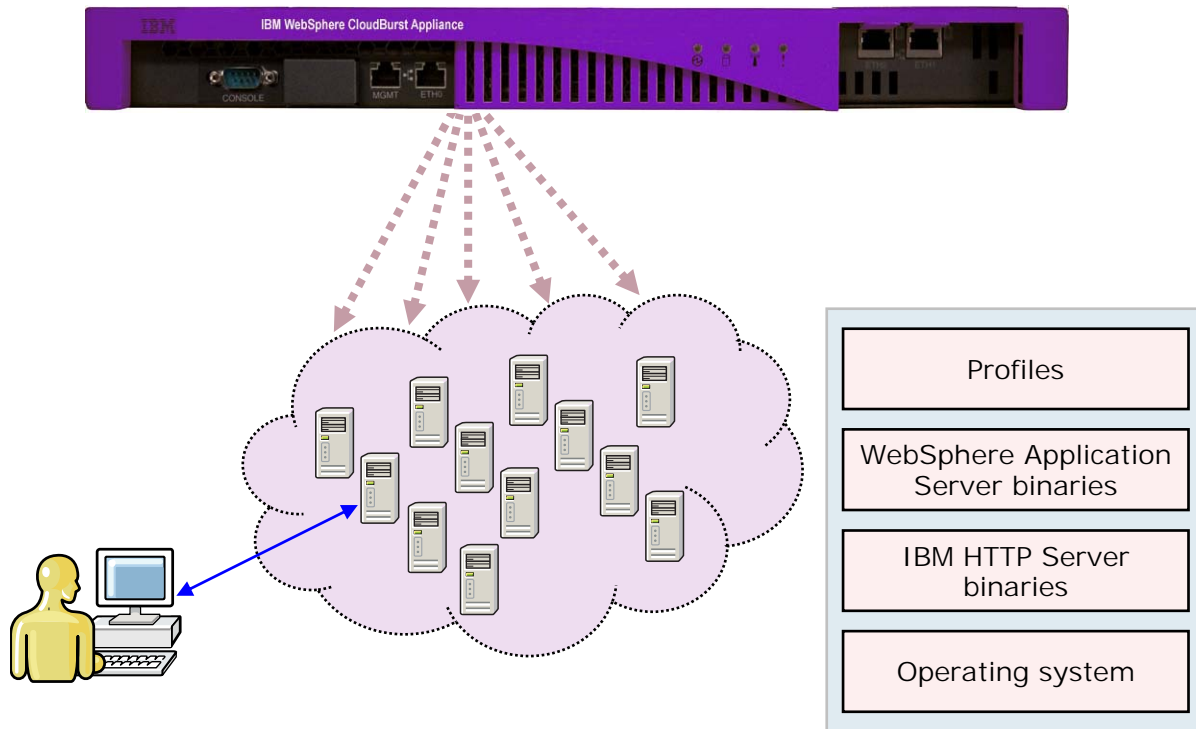 IBM
IBM WebSphere CloudBurst Appliance
CONSOLE
MGMT
ETH0
Profiles
WebSphere Application
Server binaries
IBM HTTP Server
binaries
Operating system